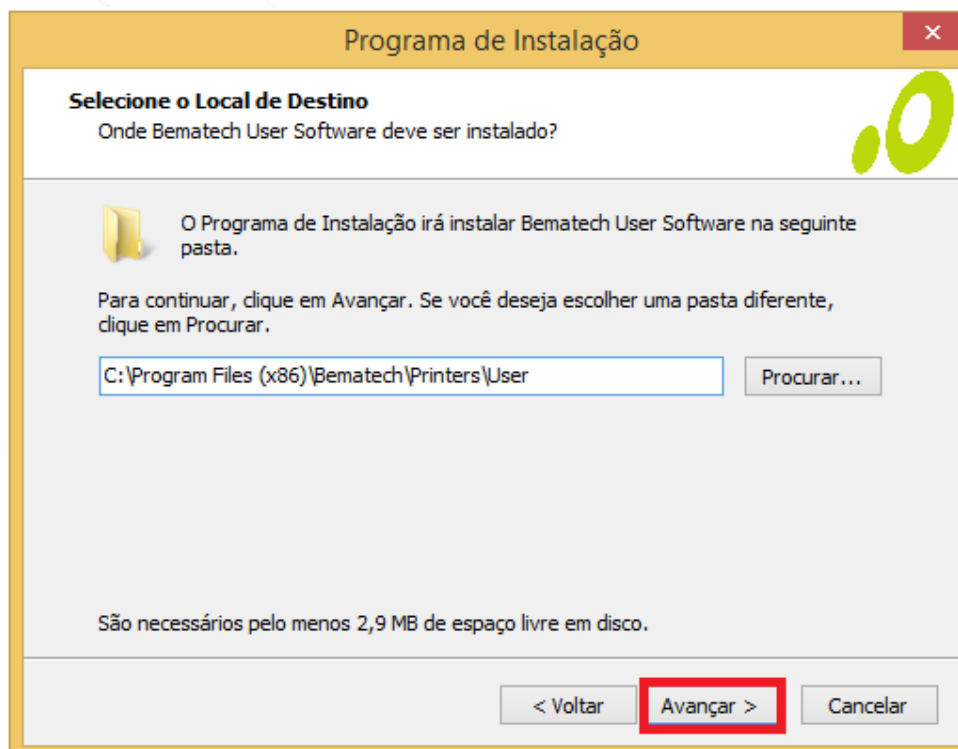 Programa de Instalação
Selecione o Local de Destino
Onde Bematech User Software deve ser instalado?
O Programa de Instalação irá instalar Bematech User Software na seguinte
pasta.
Para continuar, clique em Avançar. Se você deseja escolher uma pasta diferente,
clique em Procurar.
C:\Program Files (x86)\Bematech\Printers\User
Procurar...
São necessários pelo menos 2,9 MB de espaço livre em disco.
< Voltar
Avançar >
Cancelar